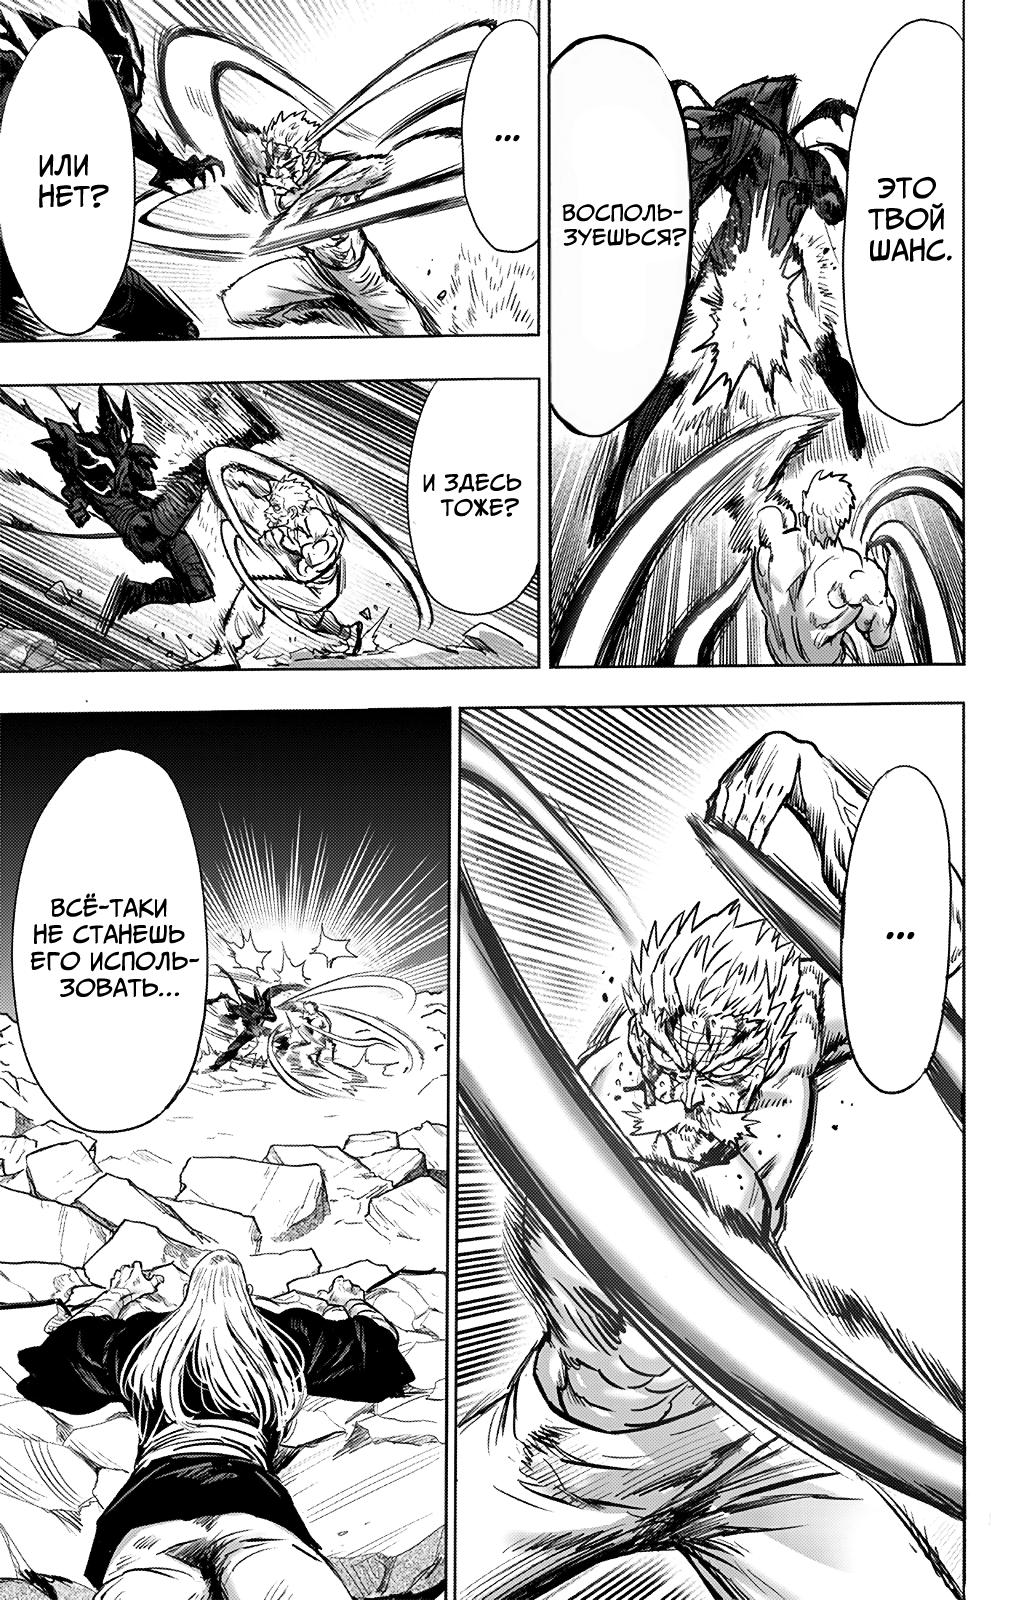 ЭТО
ТВОЙ
ШАНС.
ВОСПОЛЬ-
ЗУЕШЬСЯ?
...
ИЛИ
НЕТ?
И ЗДЕСЬ
ТОЖЕ?
...
ВСЁ-ТАКИ
НЕ СТАНЕШЬ
ЕГО ИСПОЛЬ-
ЗОВАТЬ...